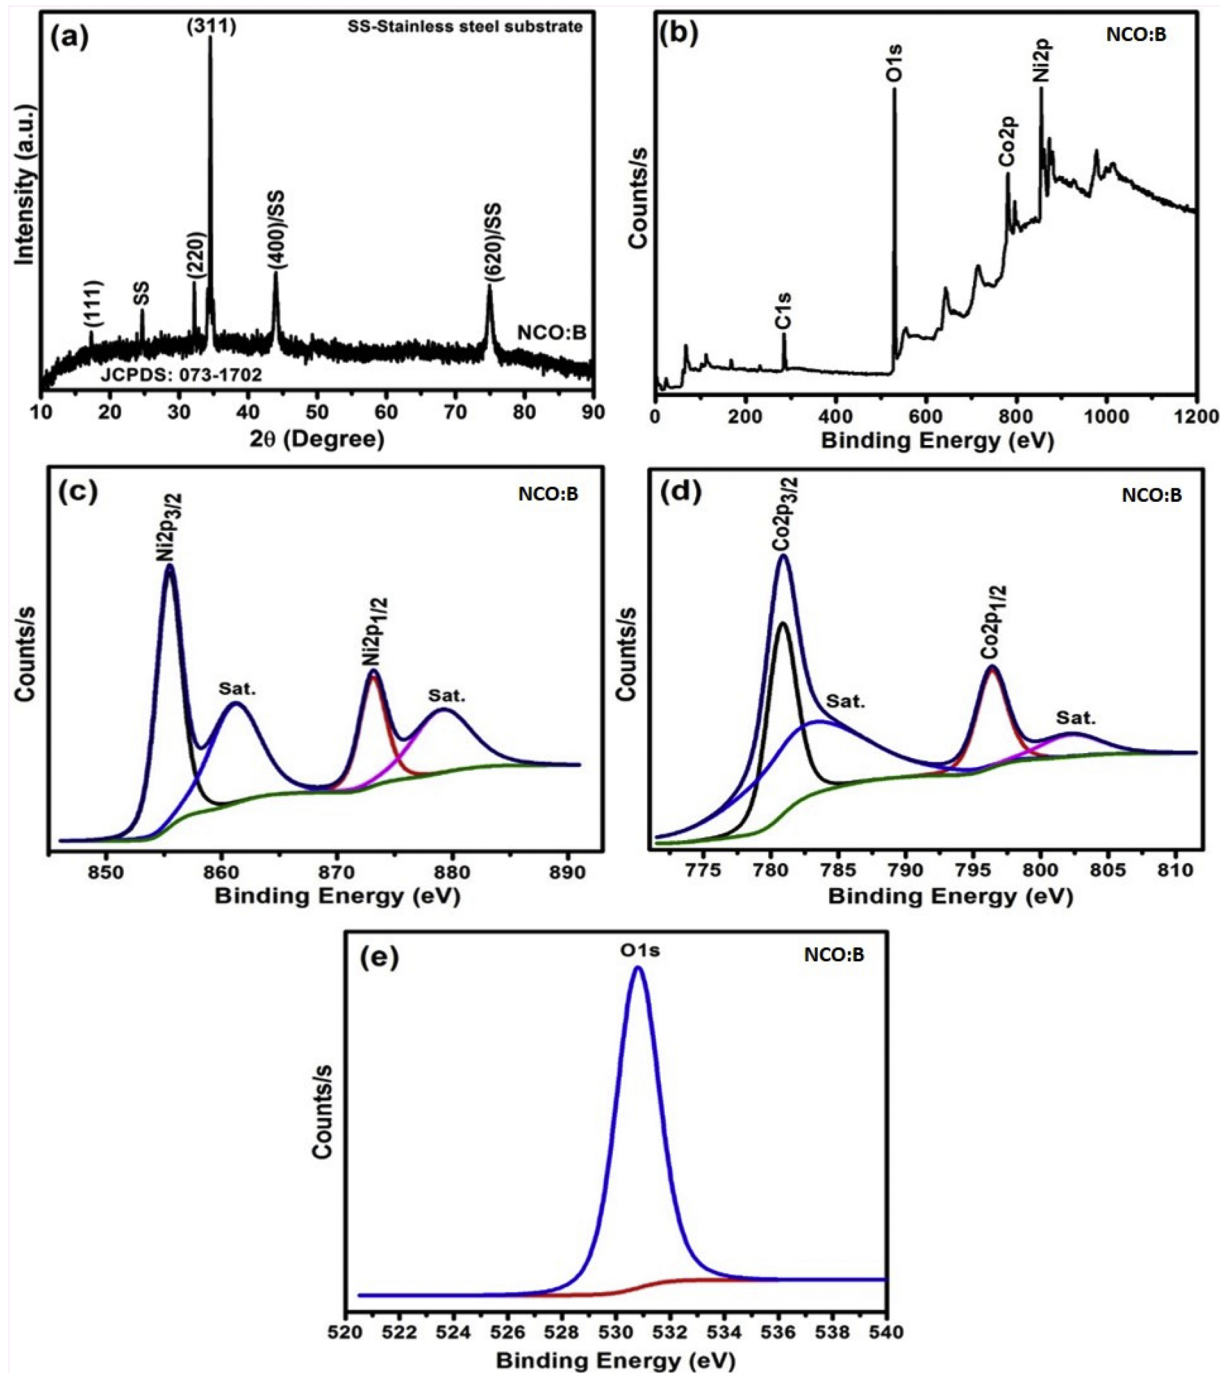 (a)
SS-Stainless steel substrate
(311)
(111)
SS
(220)
(400)/SS
(620)/SS
NCO:B
JCPDS: 073-1702
Intensity (a.u.)
10 20 30 40 50 60 70 80 90
2θ (Degree)
(b)
NCO:B
C1s
O1s
Co2p
Ni2p
Counts/s
0 200 400 600 800 1000 1200
Binding Energy (eV)
(c)
NCO:B
Ni2p3/2
Sat.
Ni2p1/2
Sat.
Counts/s
850 860 870 880 890
Binding Energy (eV)
(d)
NCO:B
Co2p3/2
Sat.
Co2p1/2
Sat.
Counts/s
775 780 785 790 795 800 805 810
Binding Energy (eV)
(e)
O1s
NCO:B
Counts/s
520 522 524 526 528 530 532 534 536 538 540
Binding Energy (eV)